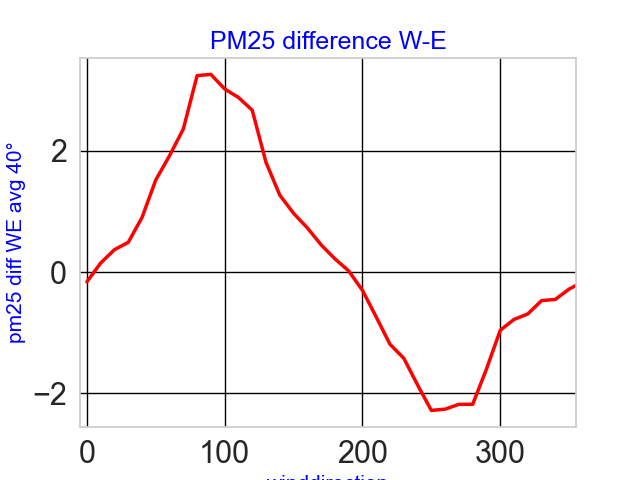 PM25 difference W-E
pm25 diff WE avg 40°
2
0
−2
0 100 200 300
winddirection